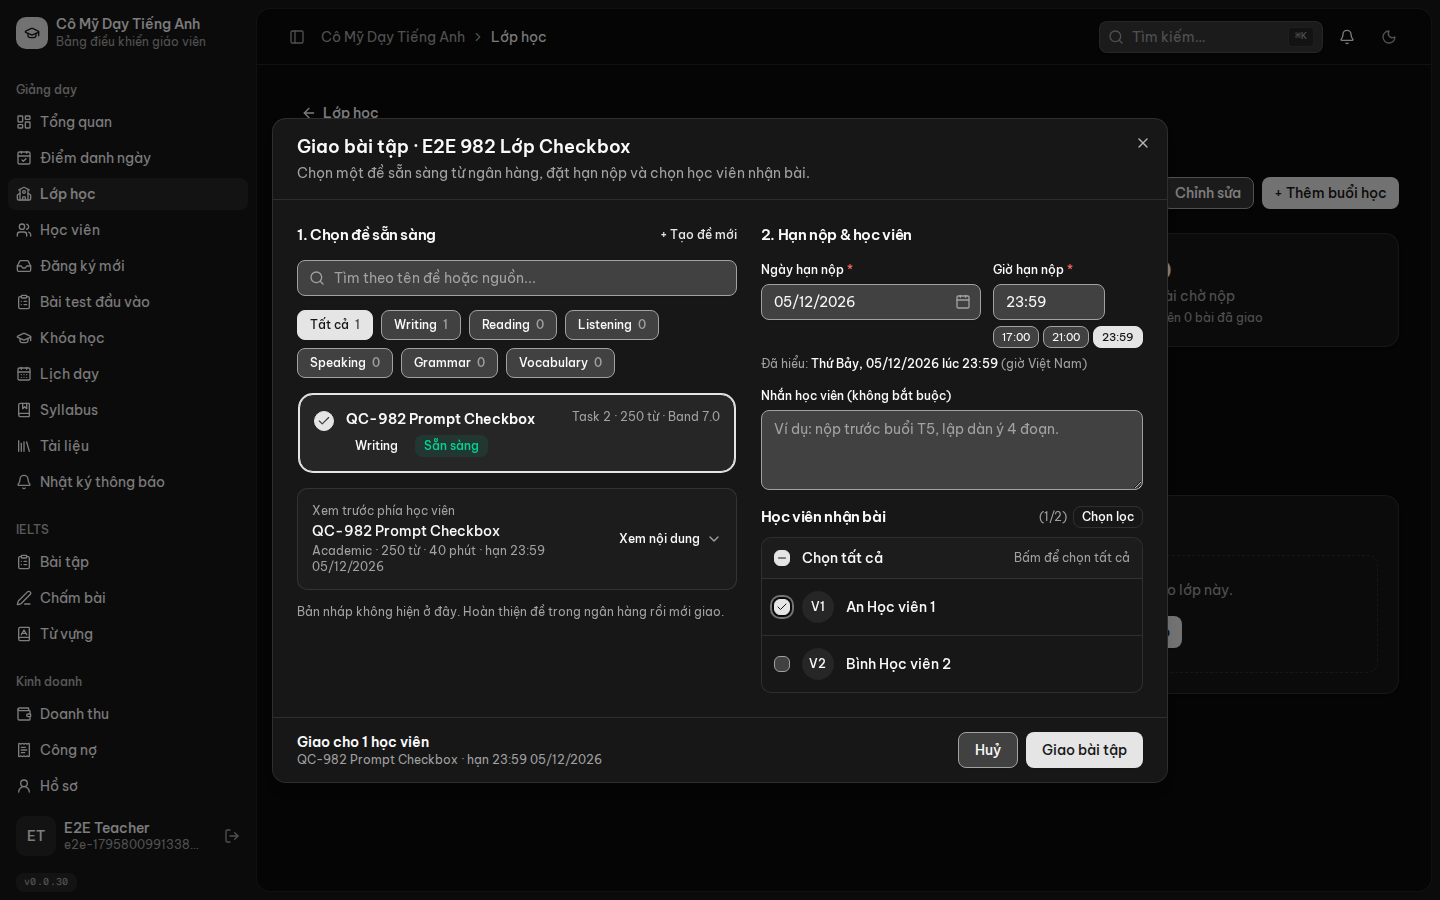 Cô Mỹ Dạy Tiếng Anh
Bảng điều khiển giáo viên
Giảng dạy
Tổng quan
Điểm danh ngày
Lớp học
Học viên
Đăng ký mới
Bài test đầu vào
Khóa học
Lịch dạy
Syllabus
Tài liệu
Nhật ký thông báo
IELTS
Bài tập
Chấm bài
Từ vựng
Kinh doanh
Doanh thu
Công nợ
Hồ sơ
ET
E2E Teacher
e2e-1795800991338...
v0.0.30
Cô Mỹ Dạy Tiếng Anh
Lớp học
Tìm kiếm...
⌘K
Lớp học
Chỉnh sửa
+ Thêm buổi học
ài chờ nộp
ên 0 bài đã giao
o lớp này.
Giao bài tập · E2E 982 Lớp Checkbox
Chọn một đề sẵn sàng từ ngân hàng, đặt hạn nộp và chọn học viên nhận bài.
1. Chọn đề sẵn sàng
+ Tạo đề mới
Tìm theo tên đề hoặc nguồn...
Tất cả 1
Writing 1
Reading 0
Listening 0
Speaking 0
Grammar 0
Vocabulary 0
QC-982 Prompt Checkbox
Task 2 · 250 từ · Band 7.0
Writing
Sẵn sàng
Xem trước phía học viên
QC-982 Prompt Checkbox
Academic · 250 từ · 40 phút · hạn 23:59
05/12/2026
Xem nội dung
Bản nháp không hiện ở đây. Hoàn thiện đề trong ngân hàng rồi mới giao.
2. Hạn nộp & học viên
Ngày hạn nộp *
Giờ hạn nộp *
05/12/2026
23:59
17:00
21:00
23:59
Đã hiểu: Thứ Bảy, 05/12/2026 lúc 23:59 (giờ Việt Nam)
Nhắn học viên (không bắt buộc)
Ví dụ: nộp trước buổi T5, lập dàn ý 4 đoạn.
Học viên nhận bài
(1/2)
Chọn lọc
Chọn tất cả
Bấm để chọn tất cả
V1
An Học viên 1
V2
Bình Học viên 2
Giao cho 1 học viên
QC-982 Prompt Checkbox · hạn 23:59 05/12/2026
Huỷ
Giao bài tập